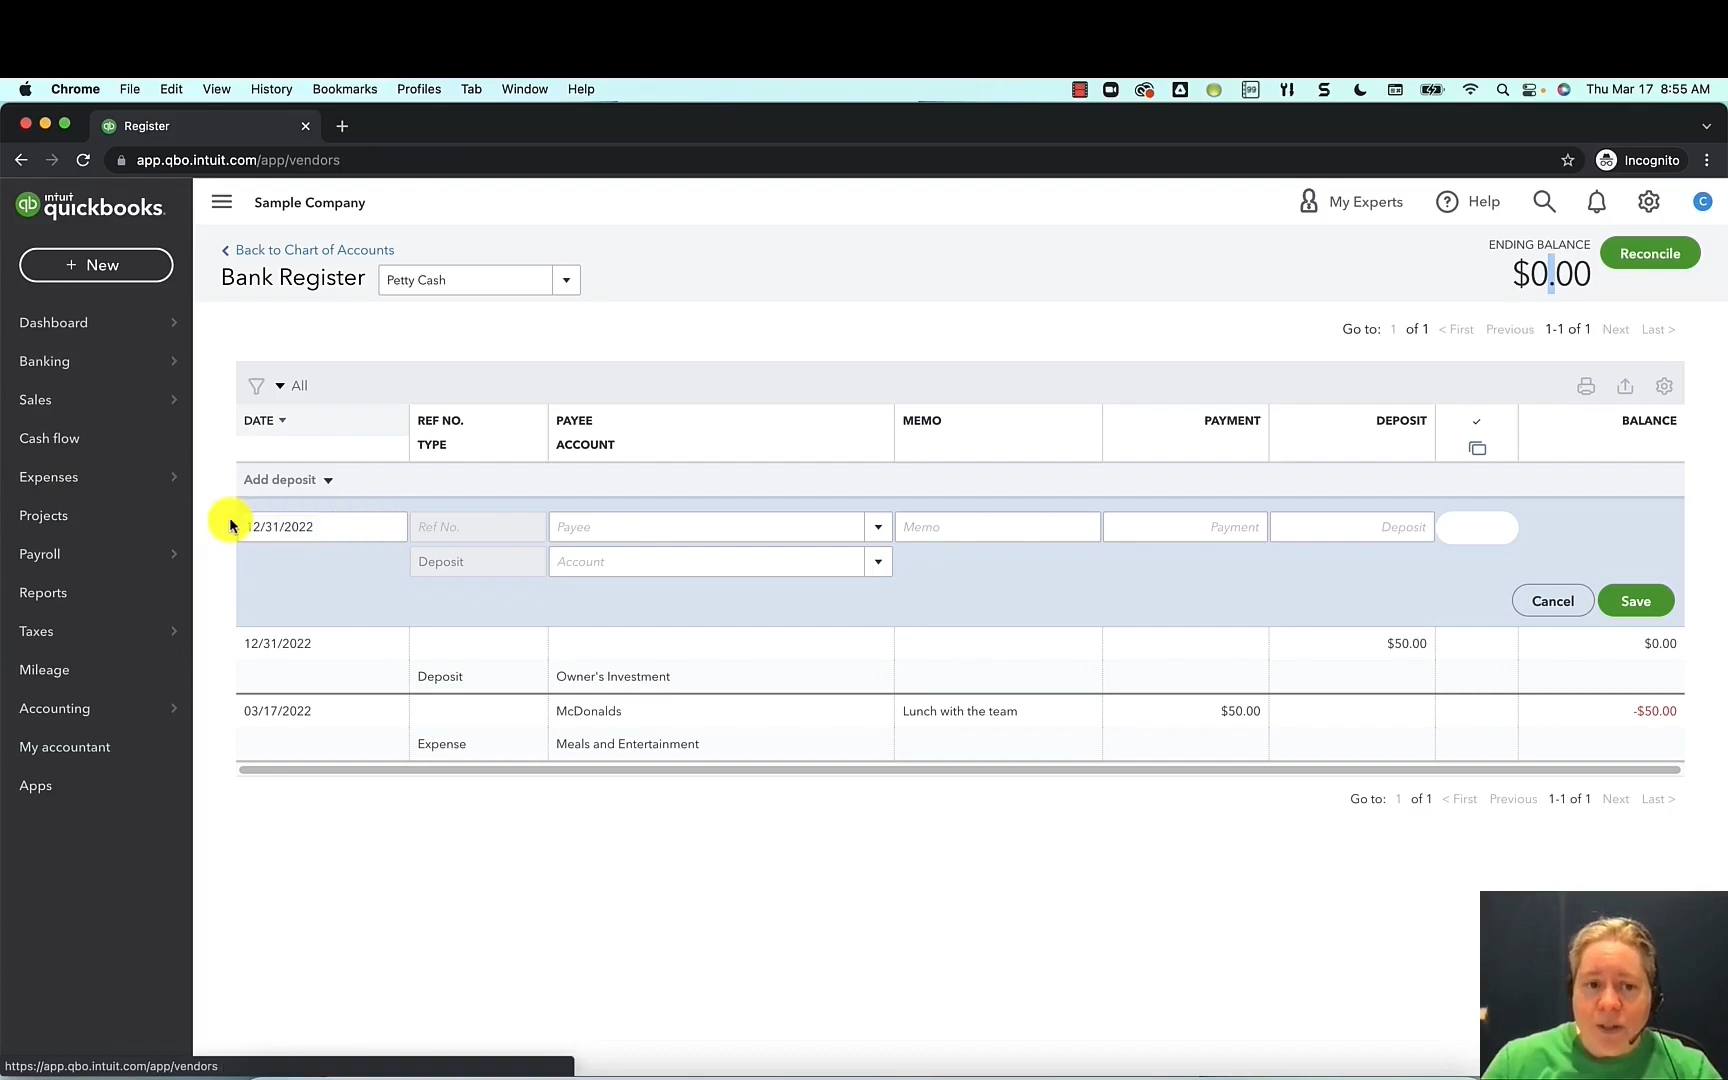 Chrome File Edit View History Bookmarks Profiles Tab Window Help 99 Thu Mar 17 8:55 AM
qb Register
app.qbo.intuit.com/app/vendors Incognito
qb intuit quickbooks. Sample Company My Experts ? Help C
+ New
Dashboard
Banking
Sales
Cash flow
Expenses
Projects
Payroll
Reports
Taxes
Mileage
Accounting
My accountant
Apps
< Back to Chart of Accounts
Bank Register Petty Cash
ENDING BALANCE
$0.00
Reconcile
Go to: 1 of 1 < First Previous 1-1 of 1 Next Last >
All
DATE REF NO. PAYEE MEMO PAYMENT DEPOSIT ✓ BALANCE
TYPE ACCOUNT
Add deposit
12/31/2022 Ref No. Payee Memo Payment Deposit
Deposit Account
Cancel Save
12/31/2022 $50.00 $0.00
Deposit Owner's Investment
03/17/2022 McDonalds Lunch with the team $50.00 -$50.00
Expense Meals and Entertainment
Go to: 1 of 1 < First Previous 1-1 of 1 Next Last >
https://app.qbo.intuit.com/app/vendors